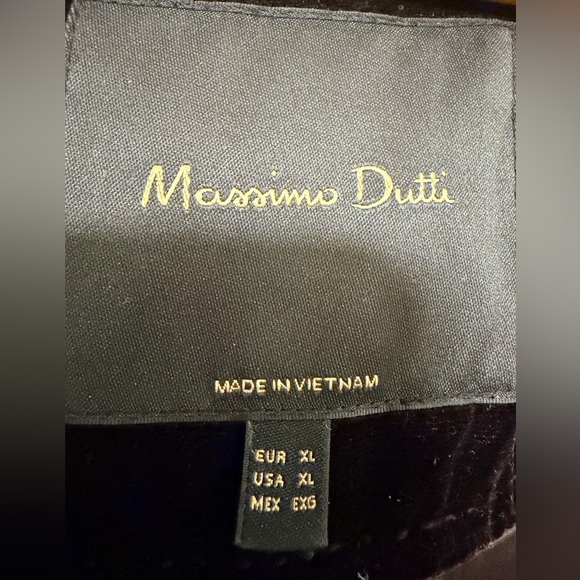 Massimo Dutti
MADE IN VIETNAM
EUR XL
USA XL
MEX EXG